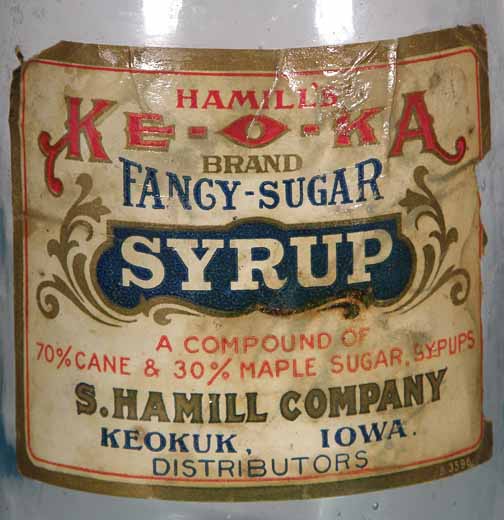 HAMILL'S
KE-O-KA
BRAND
FANCY-SUGAR
SYRUP
A COMPOUND OF
70% CANE & 30% MAPLE SUGAR, SYRUPS
S. HAMILL COMPANY
KEOKUK, IOWA.
DISTRIBUTORS